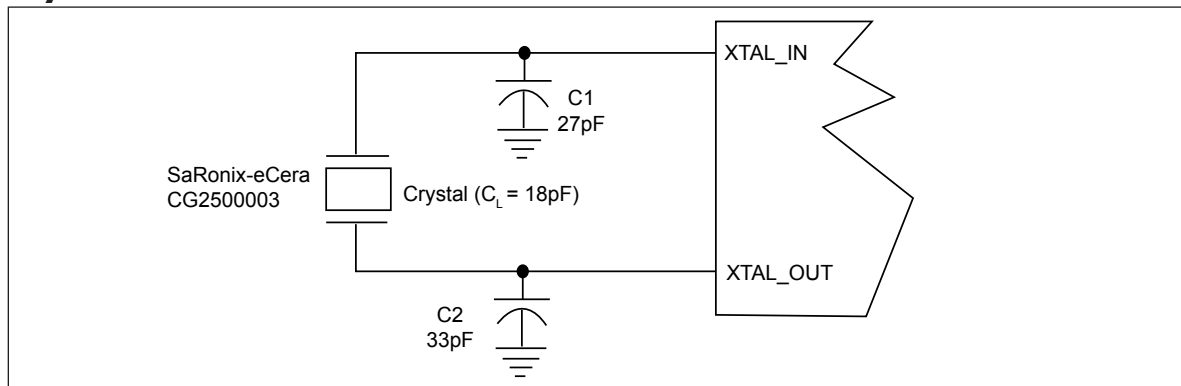 XTAL_IN
C1
27pF
SaRonix-eCera
CG2500003
Crystal (CL = 18pF)
XTAL_OUT
C2
33pF